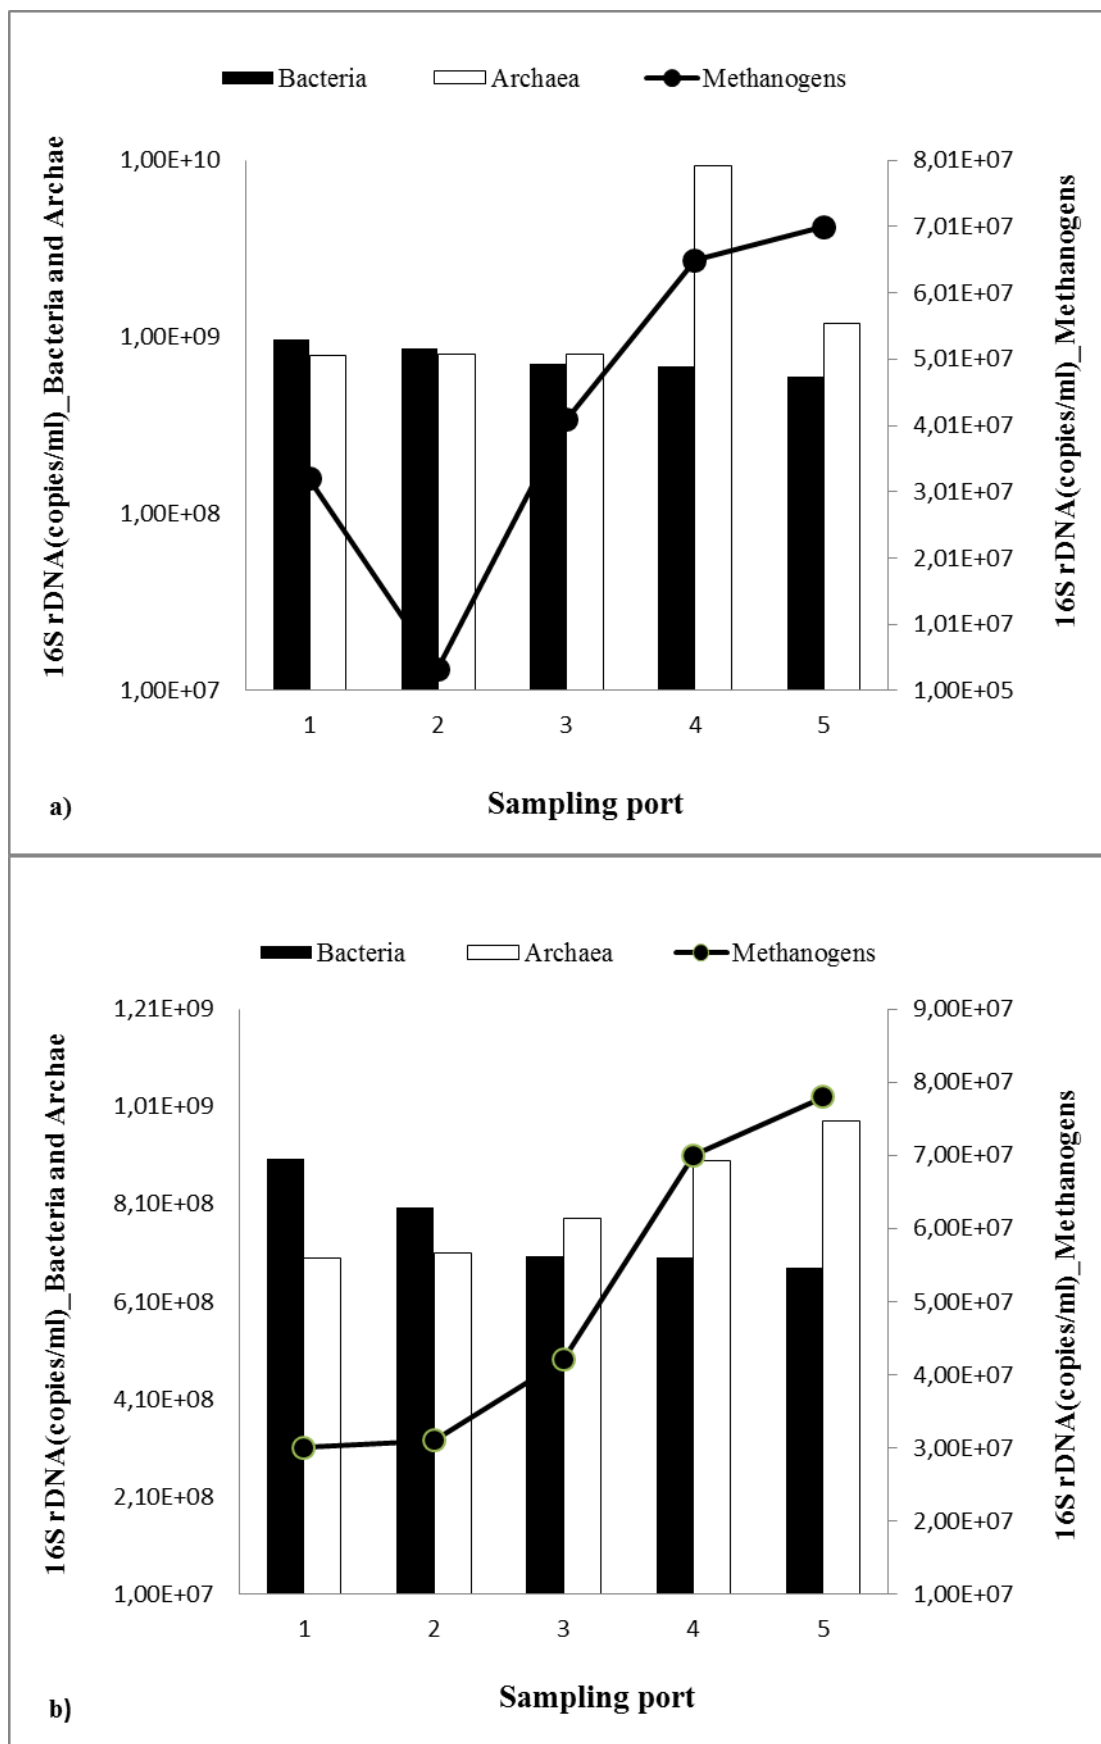 Bacteria Archaea Methanogens
16S rDNA(copies/ml)_Bacteria and Archae
1,00E+10
1,00E+09
1,00E+08
1,00E+07
8,01E+07
7,01E+07
6,01E+07
5,01E+07
4,01E+07
3,01E+07
2,01E+07
1,01E+07
1,00E+05
16S rDNA(copies/ml)_Methanogens
1 2 3 4 5
Sampling port
a)
Bacteria Archaea Methanogens
16S rDNA(copies/ml)_Bacteria and Archae
1,21E+09
1,01E+09
8,10E+08
6,10E+08
4,10E+08
2,10E+08
1,00E+07
9,00E+07
8,00E+07
7,00E+07
6,00E+07
5,00E+07
4,00E+07
3,00E+07
2,00E+07
1,00E+07
16S rDNA(copies/ml)_Methanogens
1 2 3 4 5
Sampling port
b)